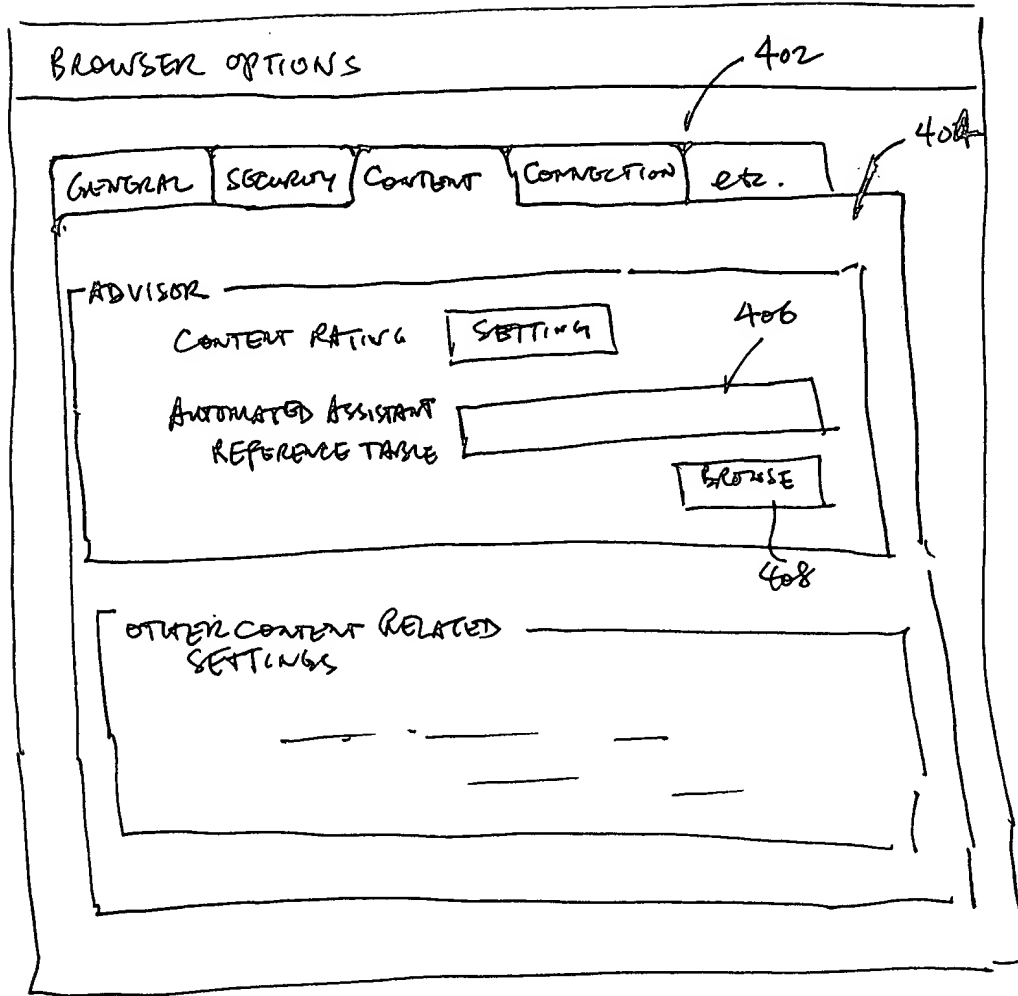 BROWSER OPTIONS
402
404
GENERAL SECURITY CONTENT CONNECTION etc.
ADVISOR
CONTENT RATING SETTING
406
AUTOMATED ASSISTANT
REFERENCE TABLE
BROWSE
408
OTHER CONTENT RELATED
SETTINGS